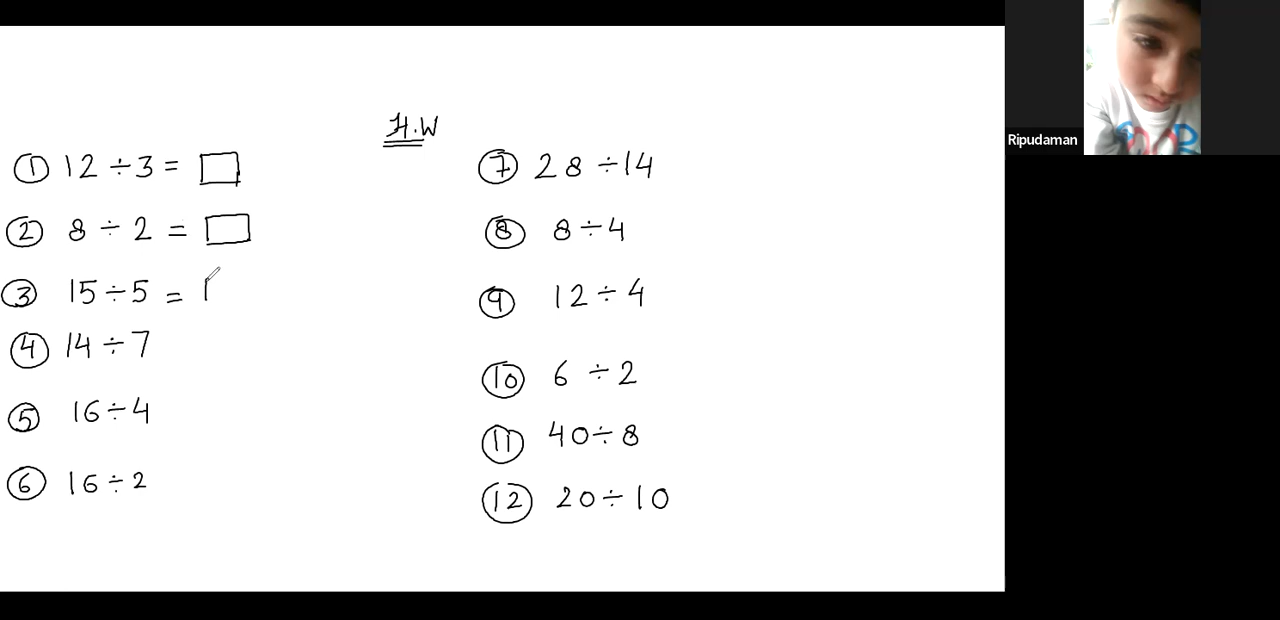 H.W
① 12 ÷ 3 = □
② 8 ÷ 2 = □
③ 15 ÷ 5 =
④ 14 ÷ 7
⑤ 16 ÷ 4
⑥ 16 ÷ 2
⑦ 28 ÷ 14
⑧ 8 ÷ 4
⑨ 12 ÷ 4
⑩ 6 ÷ 2
⑪ 40 ÷ 8
⑫ 20 ÷ 10
Ripudaman